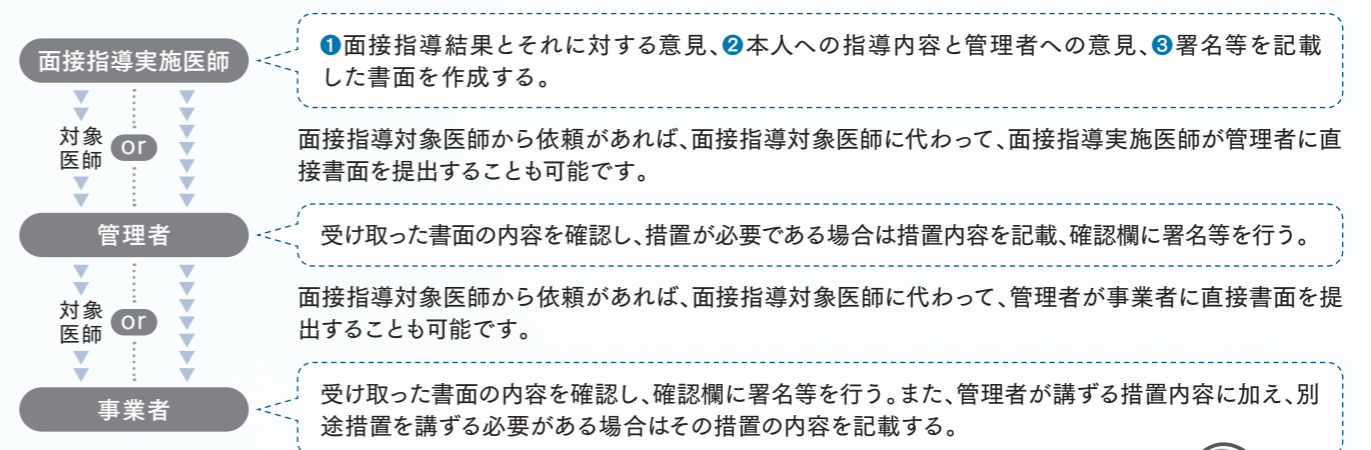 面接指導実施医師
❶面接指導結果とそれに対する意見、❷本人への指導内容と管理者への意見、❸署名等を記載
した書面を作成する。
対象
医師
or
面接指導対象医師から依頼があれば、面接指導対象医師に代わって、面接指導実施医師が管理者に直
接書面を提出することも可能です。
管理者
受け取った書面の内容を確認し、措置が必要である場合は措置内容を記載、確認欄に署名等を行う。
対象
医師
or
面接指導対象医師から依頼があれば、面接指導対象医師に代わって、管理者が事業者に直接書面を提
出することも可能です。
事業者
受け取った書面の内容を確認し、確認欄に署名等を行う。また、管理者が講ずる措置内容に加え、別
途措置を講ずる必要がある場合はその措置の内容を記載する。